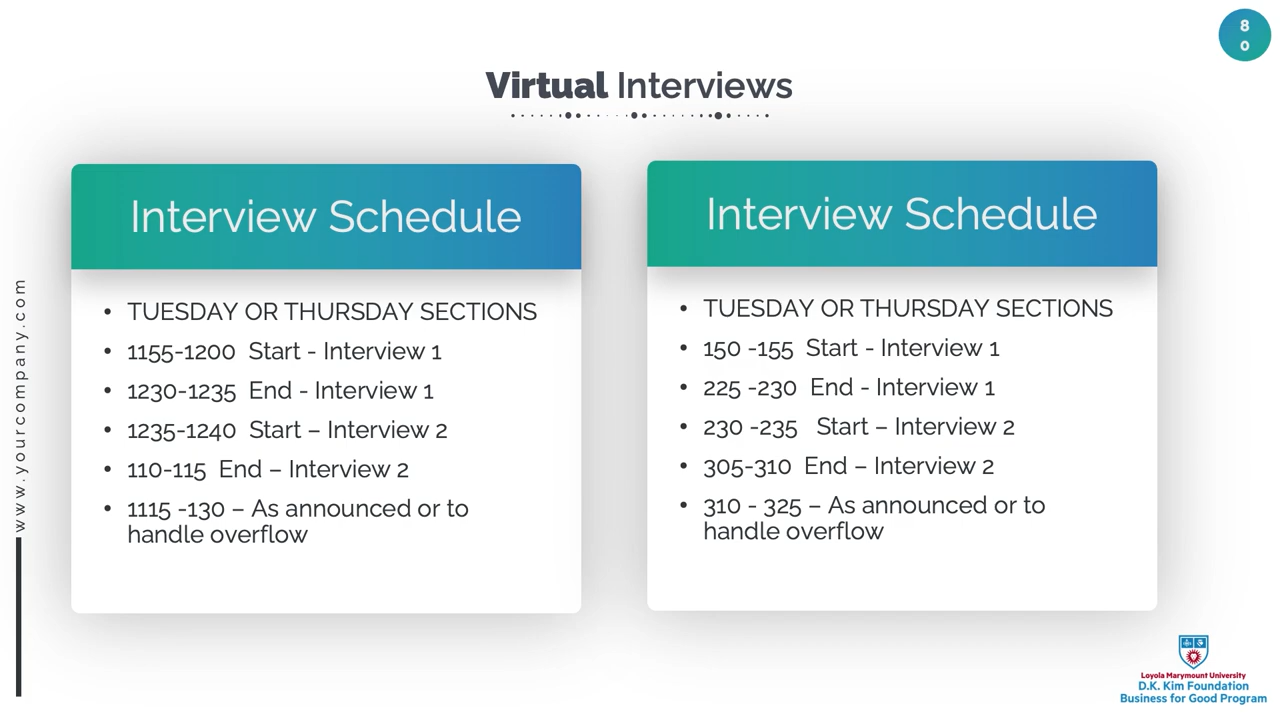 8
0
Virtual Interviews
Interview Schedule
• TUESDAY OR THURSDAY SECTIONS
• 1155-1200  Start - Interview 1
• 1230-1235  End - Interview 1
• 1235-1240  Start – Interview 2
• 110-115  End – Interview 2
• 1115 -130 – As announced or to
handle overflow
Interview Schedule
• TUESDAY OR THURSDAY SECTIONS
• 150 -155  Start - Interview 1
• 225 -230  End - Interview 1
• 230 -235   Start – Interview 2
• 305-310  End – Interview 2
• 310 - 325 – As announced or to
handle overflow
www.yourcompany.com
Loyola Marymount University
D.K. Kim Foundation
Business for Good Program